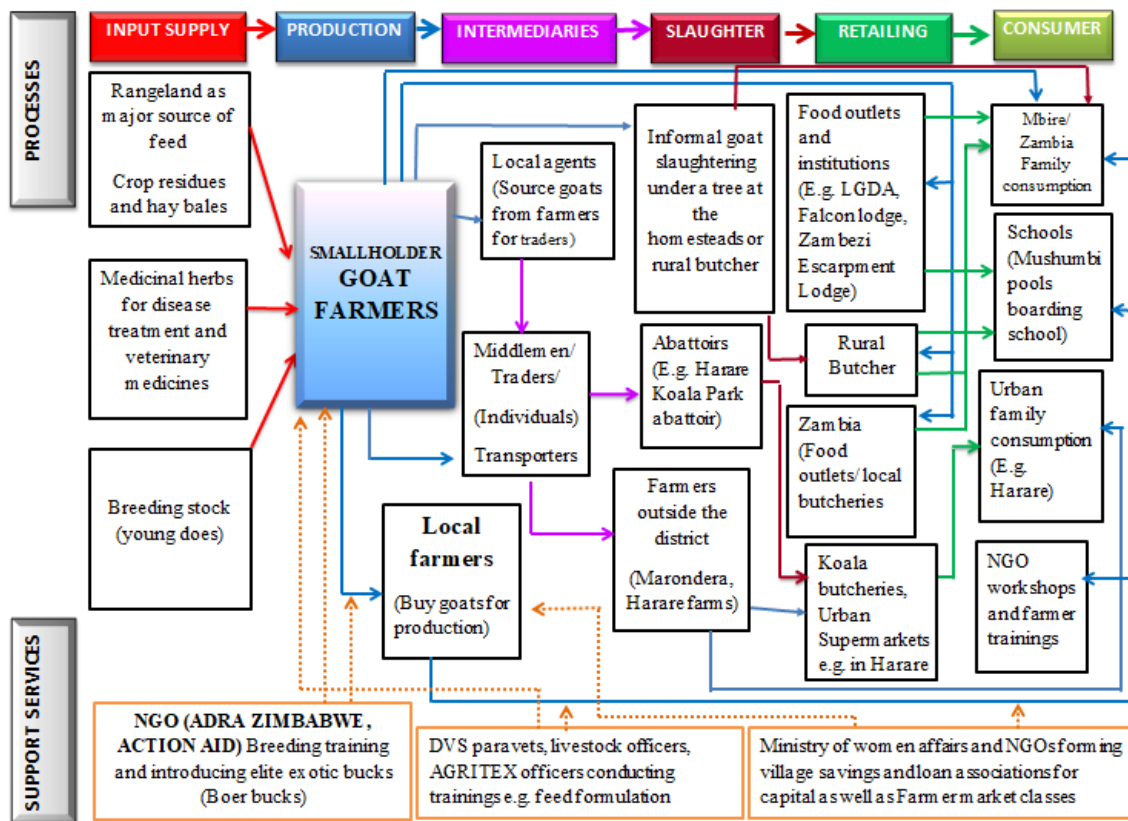 INPUT SUPPLY
PRODUCTION
INTERMEDIARIES
SLAUGHTER
RETAILING
CONSUMER
PROCESSES
Rangeland as
major source of
feed
Crop residues
and hay bales
Medicinal herbs
for disease
treatment and
veterinary
medicines
Breeding stock
(young does)
SMALLHOLDER
GOAT
FARMERS
Local agents
(Source goats
from farmers
for traders)
Middlemen/
Traders/
(Individuals)
Transporters
Local
farmers
(Buy goats for
production)
Informal goat
slaughtering
under a tree at
the
homesteads or
rural butcher
Abattoirs
(E.g. Harare
Koala Park
abattoir)
Farmers
outside the
district
(Marondera,
Harare farms)
Food outlets
and
institutions
(E.g. LGDA,
Falcon lodge,
Zambezi
Escarpment
Lodge)
Rural
Butcher
Zambia
(Food
outlets/local
butcheries
Koala
butcheries,
Urban
Supermarkets
e.g. in Harare
Mbire/
Zambia
Family
consumption
Schools
(Mushumbi
pools
boarding
school)
Urban
family
consumption
(E.g.
Harare)
NGO
workshops
and farmer
trainings
SUPPORT SERVICES
NGO (ADRA ZIMBABWE,
ACTION AID) Breeding training
and introducing elite exotic bucks
(Boer bucks)
DVS paravets, livestock officers,
AGRITEX officers conducting
trainings e.g. feed formulation
Ministry of women affairs and NGOs forming
village savings and loan associations for
capital as well as Farmer market classes